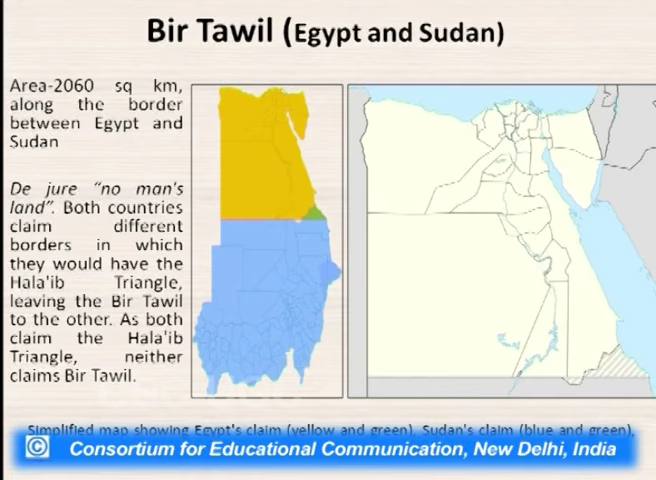 Bir Tawil (Egypt and Sudan)
Area-2060 sq km,
along the border
between Egypt and
Sudan
De jure "no man's
land". Both countries
claim different
borders in which
they would have the
Hala'ib Triangle,
leaving the Bir Tawil
to the other. As both
claim the Hala'ib
Triangle, neither
claims Bir Tawil.
Simplified map showing Egypt's claim (yellow and green), Sudan's claim (blue and green),
© Consortium for Educational Communication, New Delhi, India